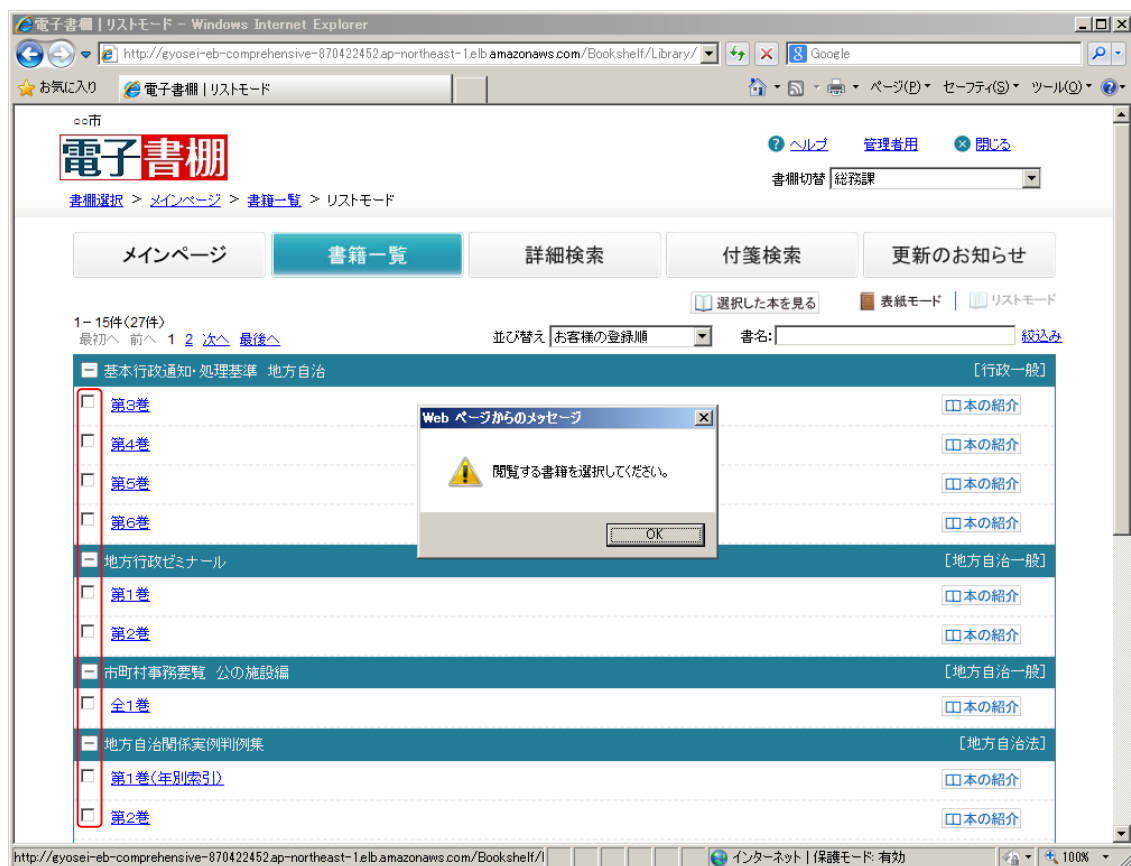 電子書棚 | リストモード - Windows Internet Explorer
http://gyosei-eb-comprehensive-870422452.ap-northeast-1.elb.amazonaws.com/Bookshelf/Library/
Google
お気に入り
電子書棚 | リストモード
ページ(P) セーフティ(S) ツール(O)
○○市
電子書棚
ヘルプ 管理者用 閉じる
書棚切替 総務課
書棚選択 > メインページ > 書籍一覧 > リストモード
メインページ 書籍一覧 詳細検索 付箋検索 更新のお知らせ
選択した本を見る 表紙モード | リストモード
1-15件(27件)
最初へ 前へ 1 2 次へ 最後へ
並び替え お客様の登録順 書名: 絞込み
基本行政通知・処理基準 地方自治 [行政一般]
第3巻 本の紹介
第4巻 本の紹介
第5巻 本の紹介
第6巻 本の紹介
Web ページからのメッセージ
閲覧する書籍を選択してください。
OK
地方行政ゼミナール [地方自治一般]
第1巻 本の紹介
第2巻 本の紹介
市町村事務要覧 公の施設編 [地方自治一般]
全1巻 本の紹介
地方自治関係実例判例集 [地方自治法]
第1巻(年別索引) 本の紹介
第2巻 本の紹介
http://gyosei-eb-comprehensive-870422452.ap-northeast-1.elb.amazonaws.com/Bookshelf/l
インターネット | 保護モード: 有効
100%